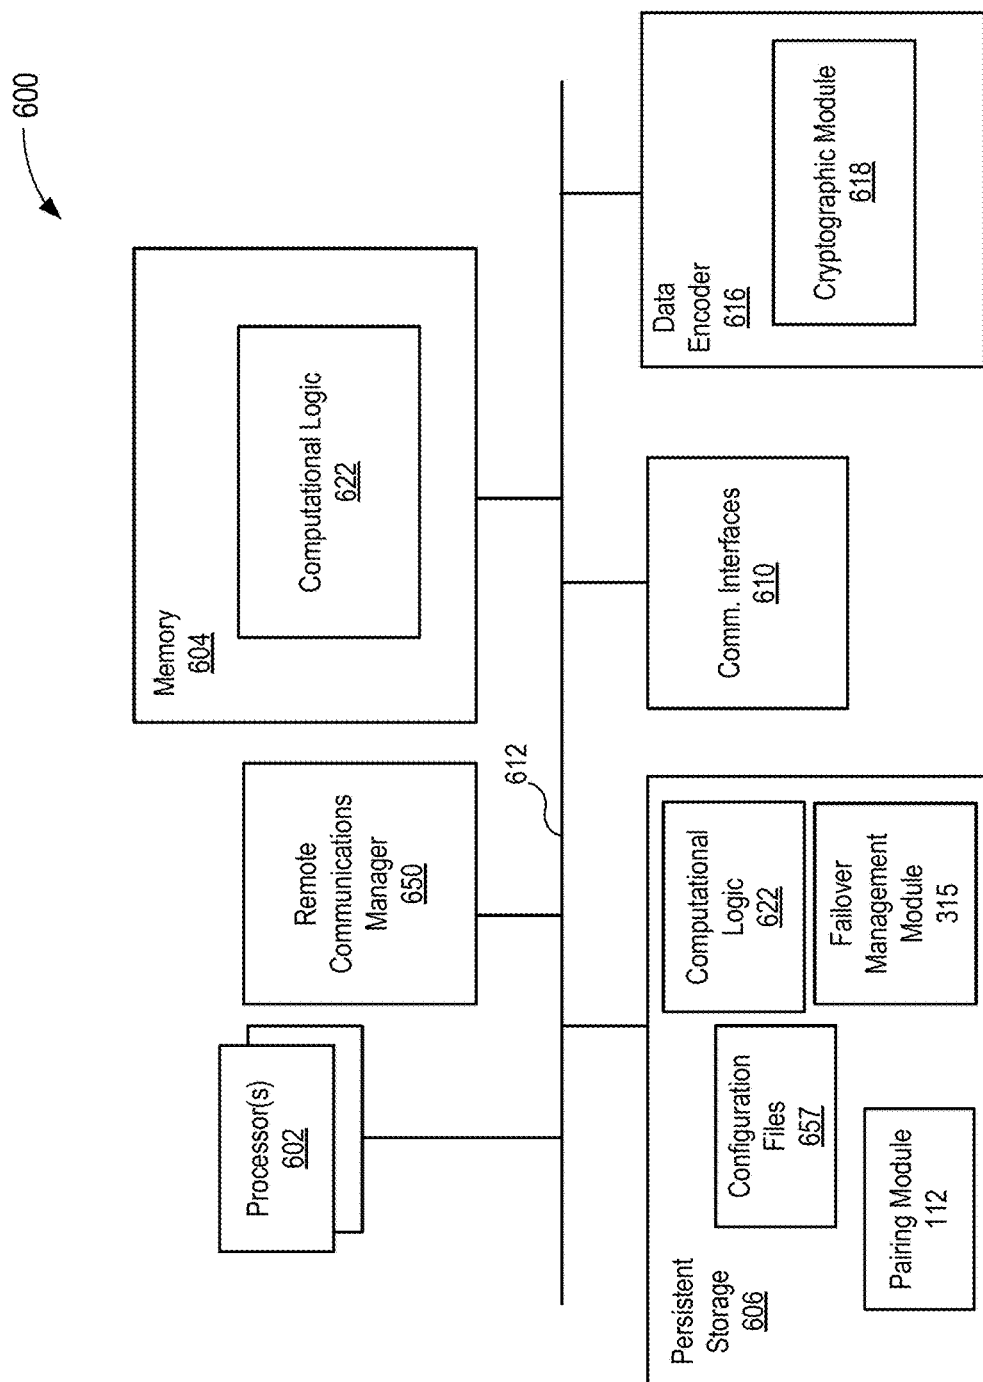 600
Processor(s)
602
Remote
Communications
Manager
650
Memory
604
Computational Logic
622
612
Persistent
Storage
606
Configuration
Files
657
Pairing Module
112
Computational
Logic
622
Failover
Management
Module
315
Comm. Interfaces
610
Data
Encoder
616
Cryptographic Module
618